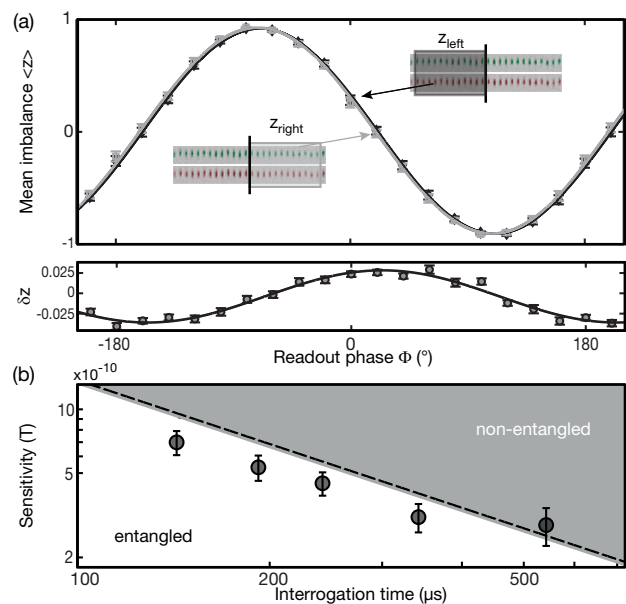 (a)
1
0
-1
Mean imbalance <z>
z_left
z_right
0.025
0
-0.025
δz
-180
0
180
Readout phase Φ (°)
(b)
x10⁻¹⁰
10
5
2
Sensitivity (T)
non-entangled
entangled
100
200
500
Interrogation time (μs)